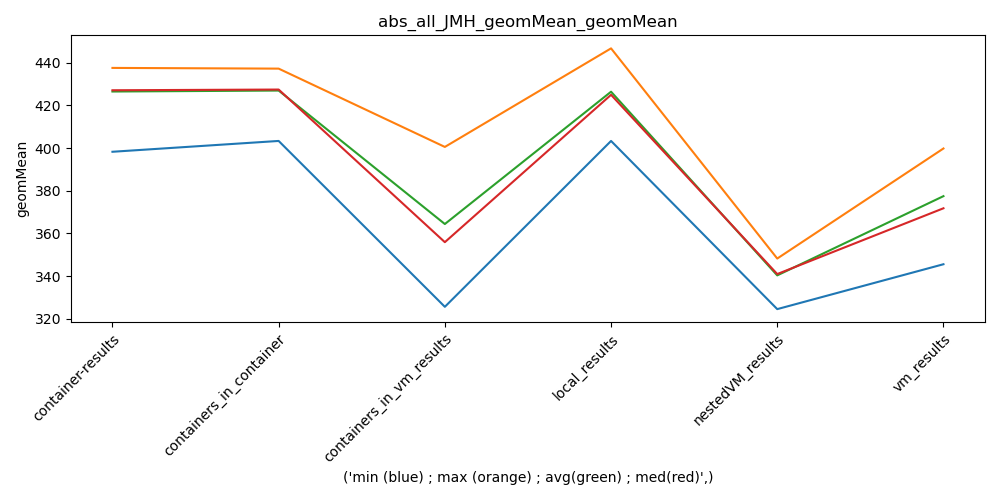 abs_all_JMH_geomMean_geomMean
geomMean
440
420
400
380
360
340
320
container-results
containers_in_container
containers_in_vm_results
local_results
nestedVM_results
vm_results
('min (blue) ; max (orange) ; avg(green) ; med(red)',)